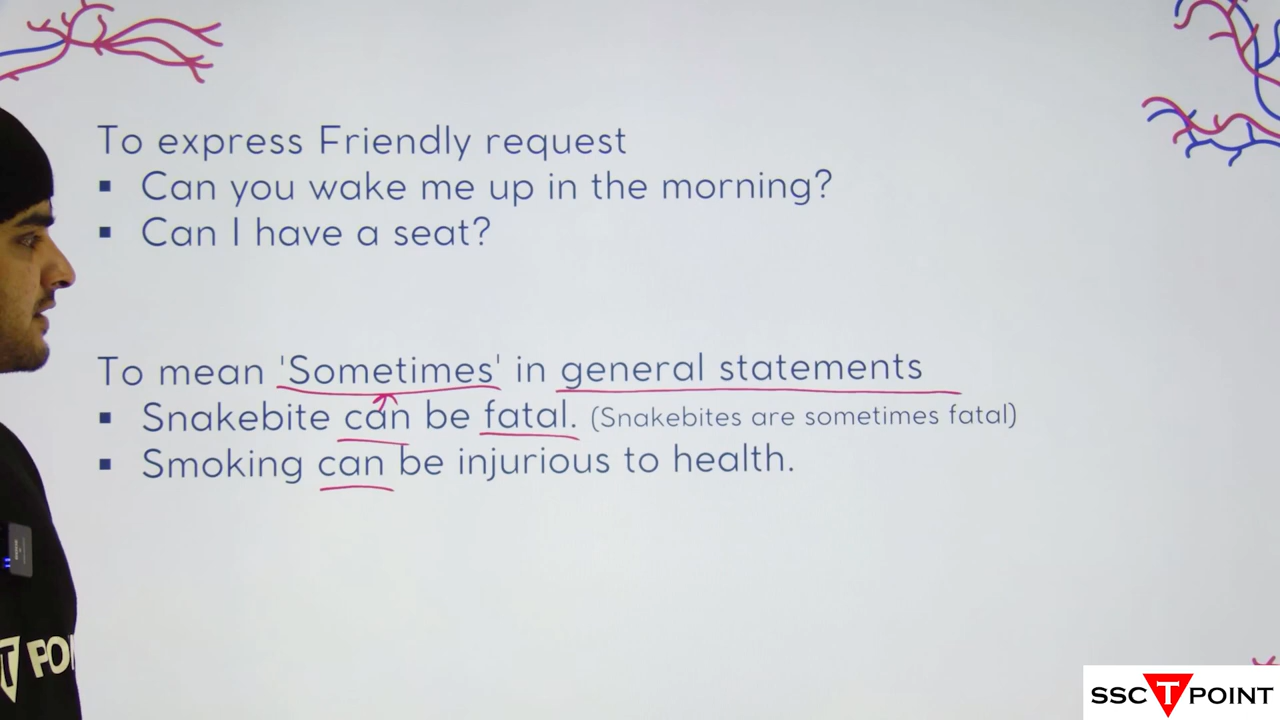 To express Friendly request
▪ Can you wake me up in the morning?
▪ Can I have a seat?
To mean 'Sometimes' in general statements
▪ Snakebite can be fatal. (Snakebites are sometimes fatal)
▪ Smoking can be injurious to health.
T PO
SSC T POINT